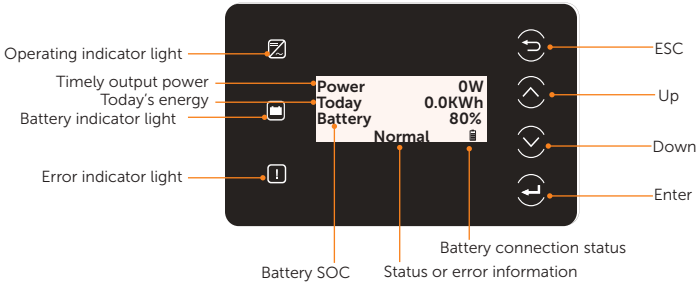 Operating indicator light
Timely output power
Today's energy
Battery indicator light
Error indicator light
Power 0W
Today 0.0KWh
Battery 80%
Normal
ESC
Up
Down
Enter
Battery connection status
Battery SOC
Status or error information